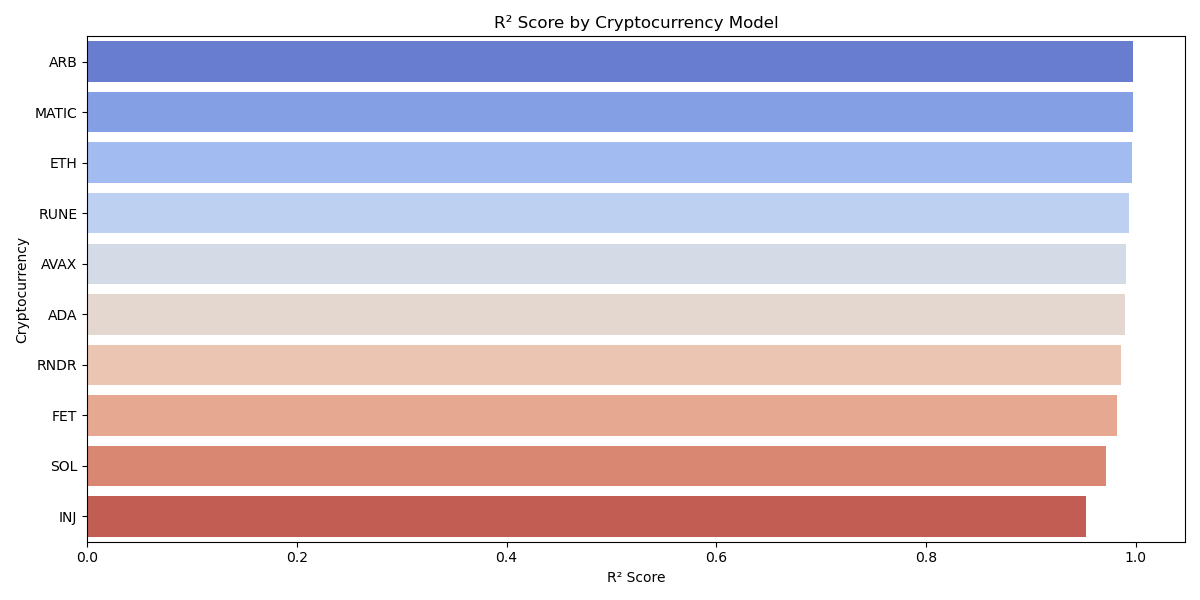 R² Score by Cryptocurrency Model
Cryptocurrency
ARB
MATIC
ETH
RUNE
AVAX
ADA
RNDR
FET
SOL
INJ
0.0 0.2 0.4 0.6 0.8 1.0
R² Score